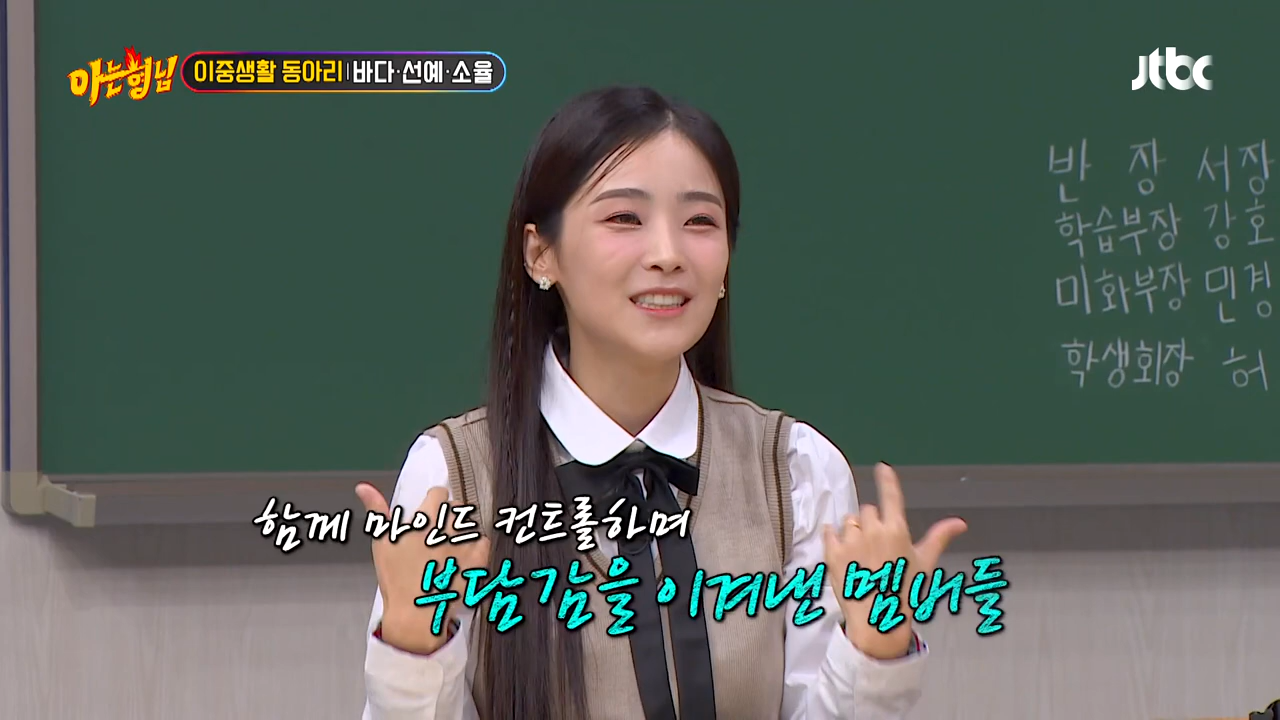 아는형님
이중생활 동아리 | 바다·선예·소율
jtbc
반 장 서장
학습부장 강호
미화부장 민경
학생회장 허
함께 마인드 컨트롤하며
부담감을 이겨낸 멤버들